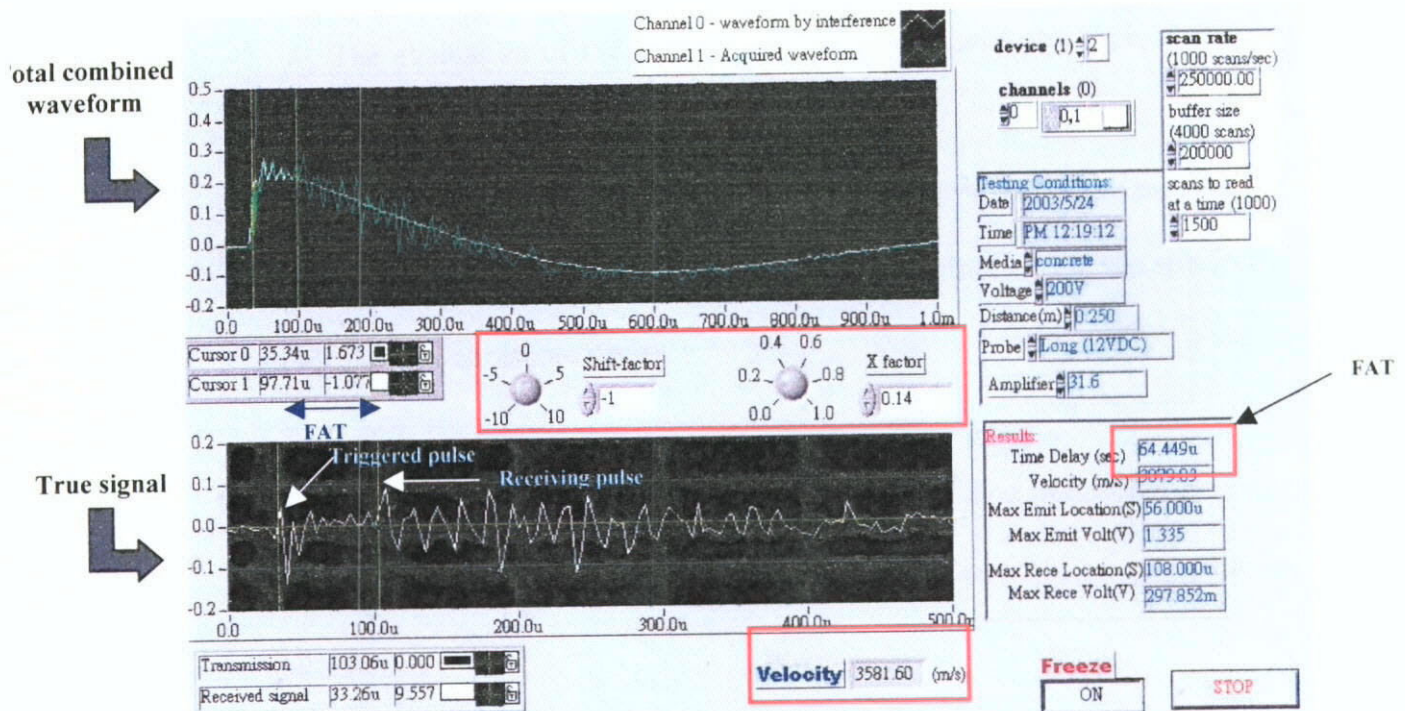 Channel 0 - waveform by interference
Channel 1 - Acquired waveform
otal combined
waveform
0.5
0.4
0.3
0.2
0.1
0.0
-0.1
-0.2
0.0 100.0u 200.0u 300.0u 400.0u 500.0u 600.0u 700.0u 800.0u 900.0u 1.0m
device (1) 2
channels (0)
0 0,1
scan rate
(1000 scans/sec)
250000.00
buffer size
(4000 scans)
200000
scans to read
at a time (1000)
1500
Testing Conditions:
Date 2003/5/24
Time PM 12:19:12
Media concrete
Voltage 200V
Distance(m) 0.250
Probe Long (12VDC)
Amplifier 31.6
Cursor 0 35.34u 1.673
Cursor 1 97.71u -1.077
FAT
0
-5 5
-10 10
Shift-factor
-1
0.4 0.6
0.2 0.8
0.0 1.0
X factor
0.14
FAT
True signal
0.2
0.1
0.0
-0.1
-0.2
Triggered pulse
Receiving pulse
0.0 100.0u 200.0u 300.0u 400.0u 500.0
Results:
Time Delay (sec) 64.449u
Velocity (m/s) 3879.03
Max Emit Location(S) 56.000u
Max Emit Volt(V) 1.335
Max Rece Location(S) 108.000u
Max Rece Volt(V) 297.852m
Transmission 103.06u 0.000
Received signal 33.26u 9.557
Velocity 3581.60 (m/s)
Freeze
ON
STOP